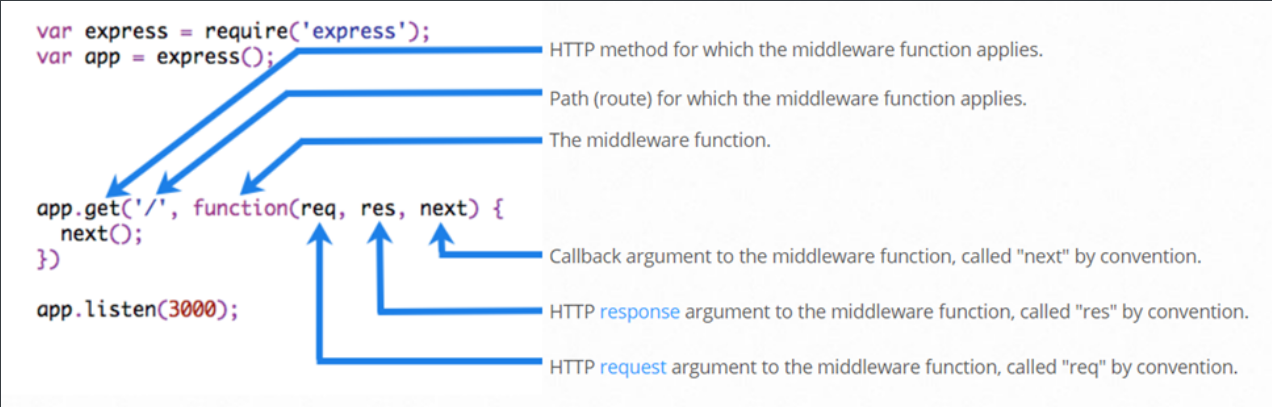 var express = require('express');
var app = express();
HTTP method for which the middleware function applies.
Path (route) for which the middleware function applies.
The middleware function.
app.get('/', function(req, res, next) {
next();
})
app.listen(3000);
Callback argument to the middleware function, called "next" by convention.
HTTP response argument to the middleware function, called "res" by convention.
HTTP request argument to the middleware function, called "req" by convention.